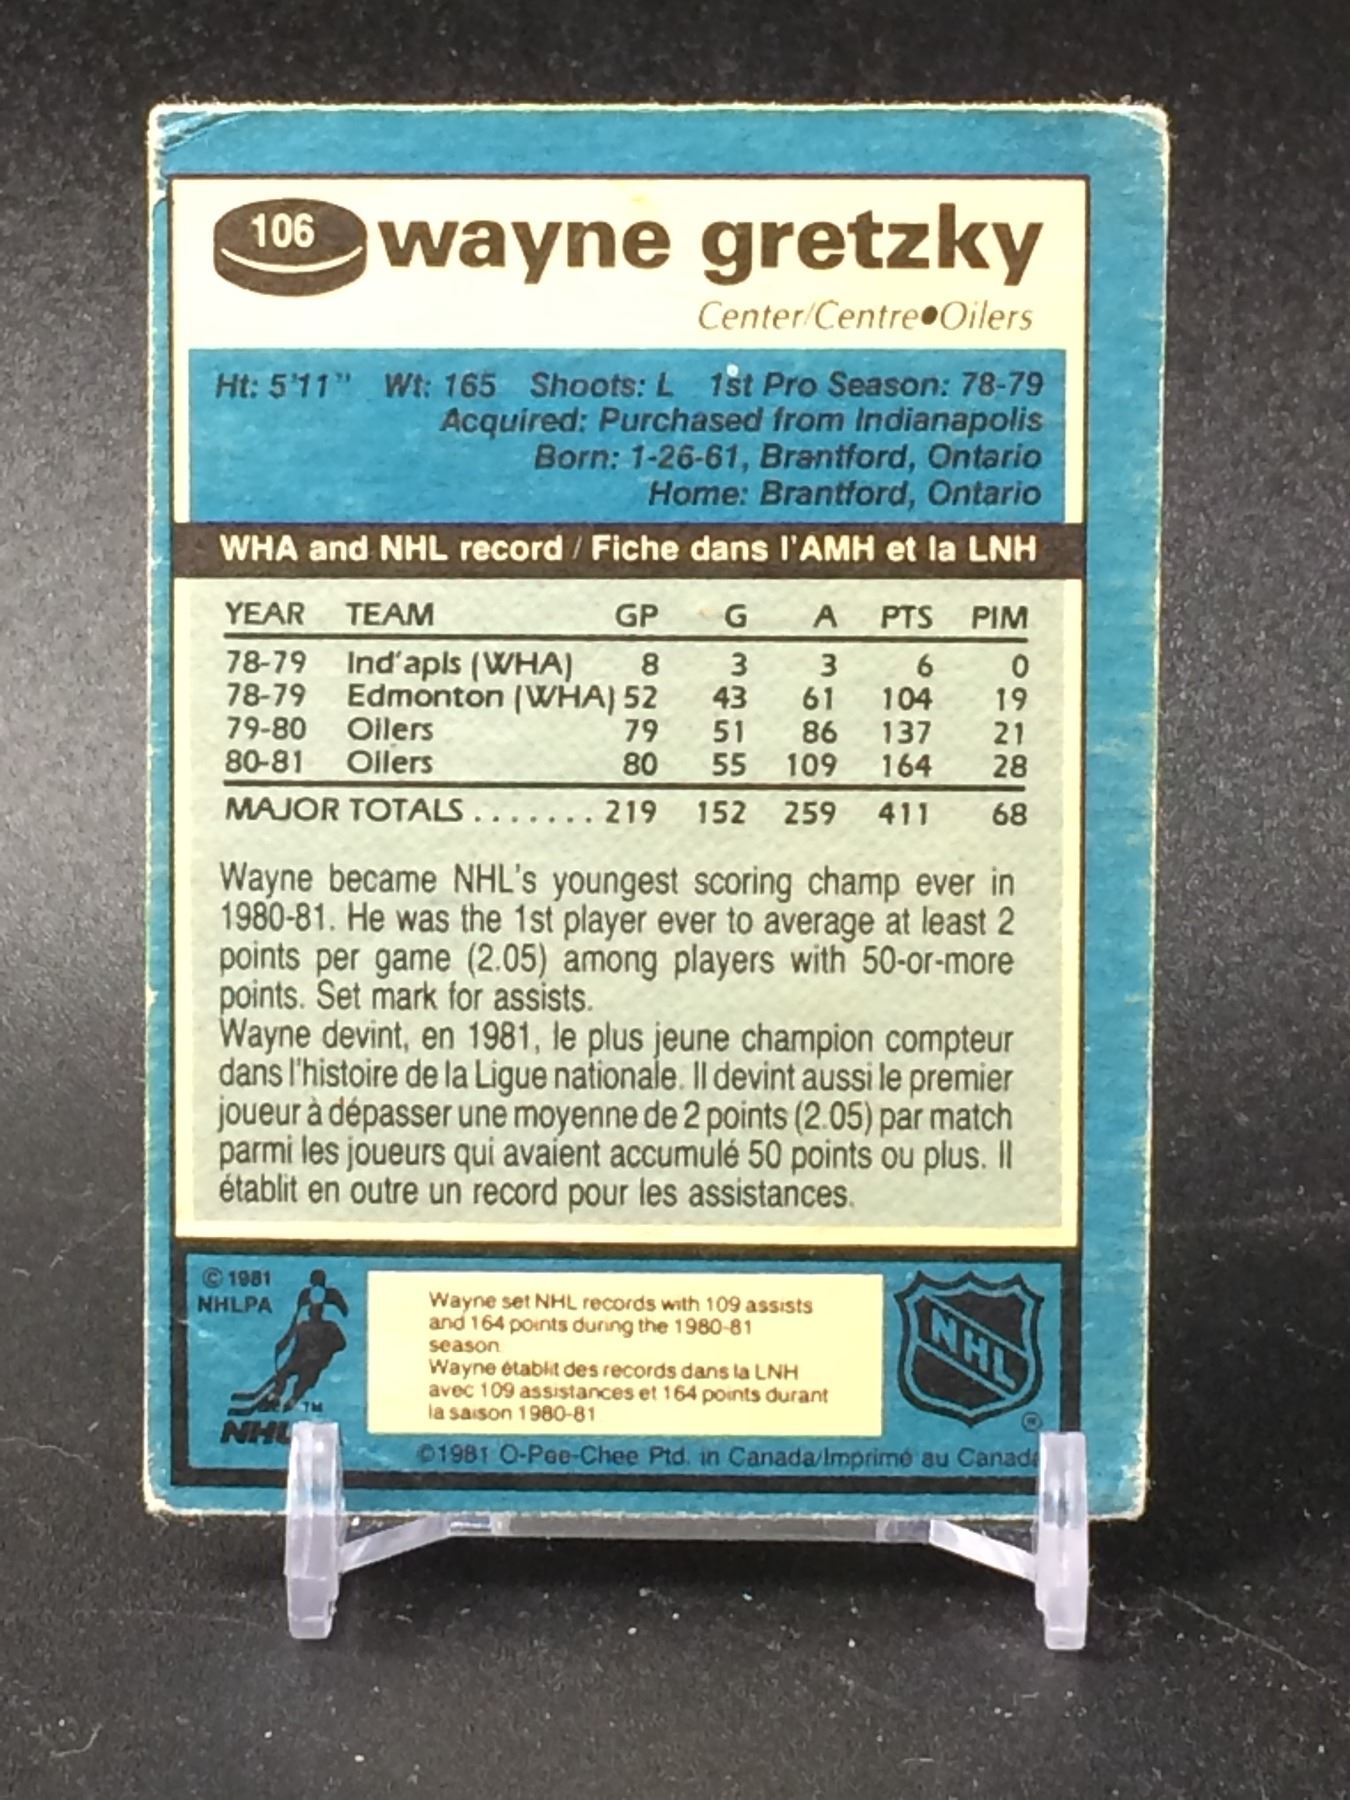 106 wayne gretzky
Center/Centre●Oilers
Ht: 5'11" Wt: 165 Shoots: L 1st Pro Season: 78-79
Acquired: Purchased from Indianapolis
Born: 1-26-61, Brantford, Ontario
Home: Brantford, Ontario
WHA and NHL record / Fiche dans l'AMH et la LNH
YEAR TEAM GP G A PTS PIM
78-79 Ind'apls (WHA) 8 3 3 6 0
78-79 Edmonton (WHA) 52 43 61 104 19
79-80 Oilers 79 51 86 137 21
80-81 Oilers 80 55 109 164 28
MAJOR TOTALS ....... 219 152 259 411 68
Wayne became NHL's youngest scoring champ ever in
1980-81. He was the 1st player ever to average at least 2
points per game (2.05) among players with 50-or-more
points. Set mark for assists.
Wayne devint, en 1981, le plus jeune champion compteur
dans l'histoire de la Ligue nationale. Il devint aussi le premier
joueur à dépasser une moyenne de 2 points (2.05) par match
parmi les joueurs qui avaient accumulé 50 points ou plus. Il
établit en outre un record pour les assistances.
© 1981
NHLPA
TM
Wayne set NHL records with 109 assists
and 164 points during the 1980-81
season
Wayne établit des records dans la LNH
avec 109 assistances et 164 points durant
la saison 1980-81
NHL
®
©1981 O-Pee-Chee Ptd. in Canada/Imprimé au